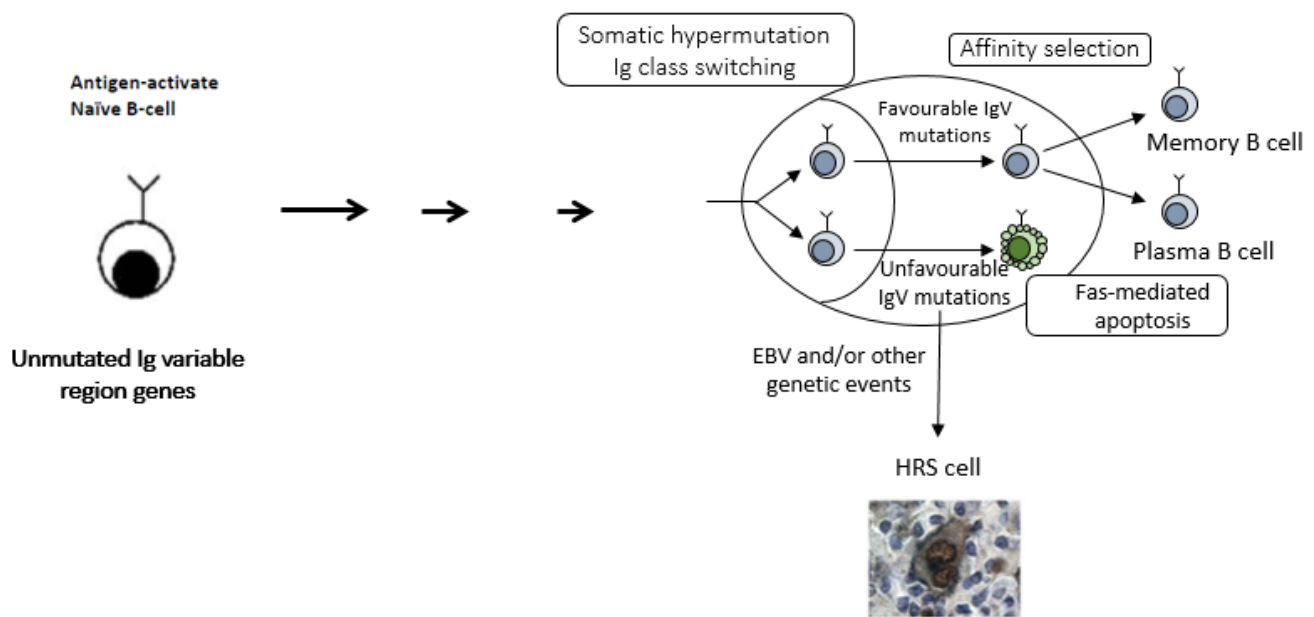 Antigen-activate
Naïve B-cell
Unmutated Ig variable
region genes
Somatic hypermutation
Ig class switching
Affinity selection
Favourable IgV
mutations
Memory B cell
Plasma B cell
Unfavourable
IgV mutations
Fas-mediated
apoptosis
EBV and/or other
genetic events
HRS cell